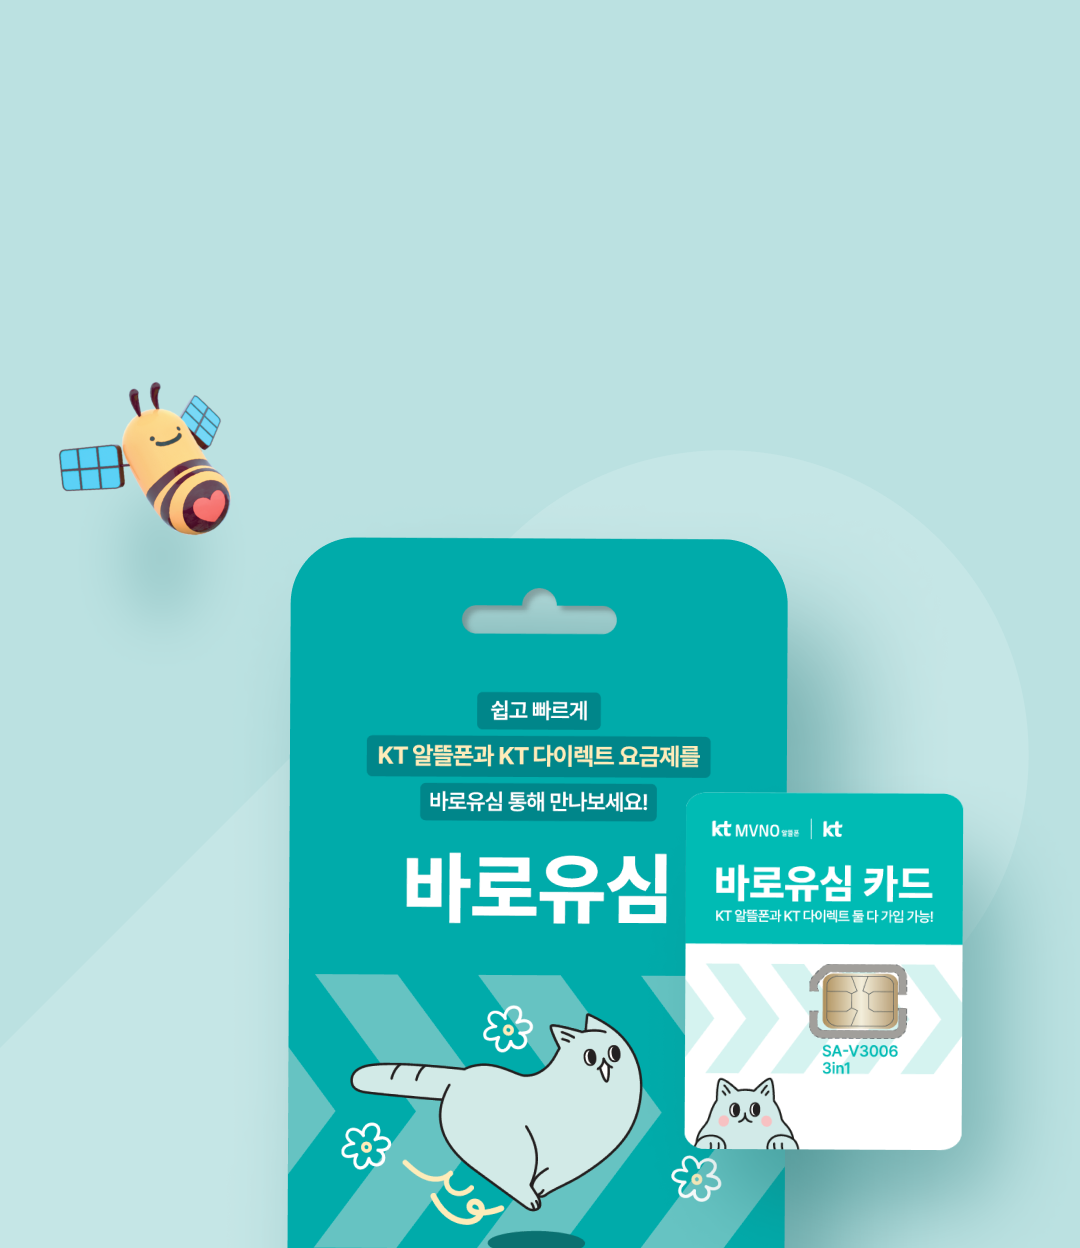 쉽고 빠르게
KT 알뜰폰과 KT 다이렉트 요금제를
바로유심 통해 만나보세요!
바로유심
kt MVNO 알뜰폰 | kt
바로유심 카드
KT 알뜰폰과 KT 다이렉트 둘 다 가입 가능!
SA-V3006
3in1